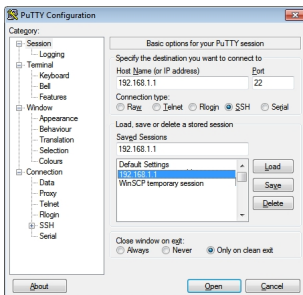 PuTTY Configuration
Category:
Session
Logging
Terminal
Keyboard
Bell
Features
Window
Appearance
Behaviour
Translation
Selection
Colours
Connection
Data
Proxy
Telnet
Rlogin
SSH
Serial
Basic options for your PuTTY session
Specify the destination you want to connect to
Host Name (or IP address) Port
192.168.1.1 22
Connection type:
Raw Telnet Rlogin SSH Serial
Load, save or delete a stored session
Saved Sessions
192.168.1.1
Default Settings
192.168.1.1
WinSCP temporary session
Load
Save
Delete
Close window on exit:
Always Never Only on clean exit
About Open Cancel